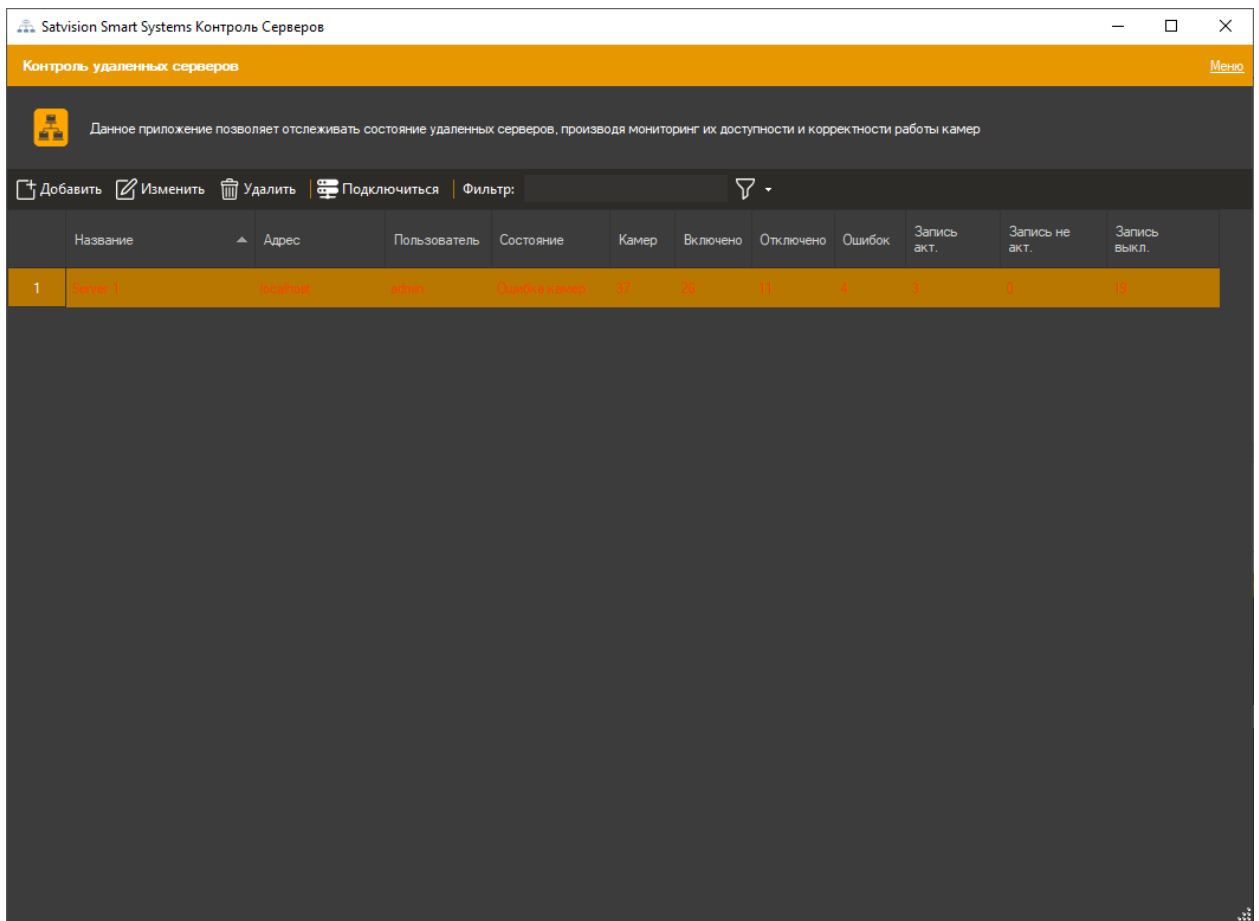 Satvision Smart Systems Контроль Серверов
Контроль удаленных серверов Меню
Данное приложение позволяет отслеживать состояние удаленных серверов, производя мониторинг их доступности и корректности работы камер
Добавить Изменить Удалить Подключиться Фильтр:
Название Адрес Пользователь Состояние Камер Включено Отключено Ошибок Запись акт. Запись не акт. Запись выкл.
1 Server 1 localhost admin Ошибка камер 37 26 11 4 3 0 19